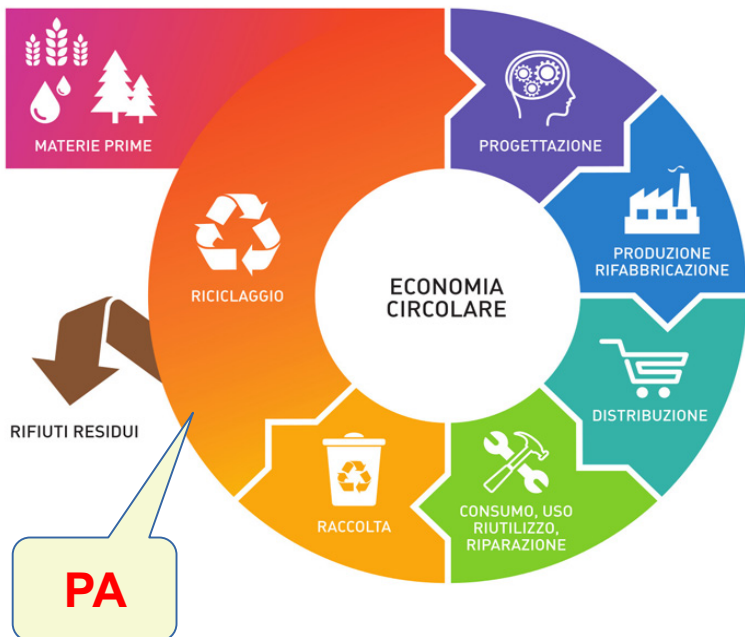 MATERIE PRIME
PROGETTAZIONE
PRODUZIONE
RIFABBRICAZIONE
RICICLAGGIO
ECONOMIA
CIRCOLARE
DISTRIBUZIONE
RIFIUTI RESIDUI
RACCOLTA
CONSUMO, USO
RIUTILIZZO,
RIPARAZIONE
PA